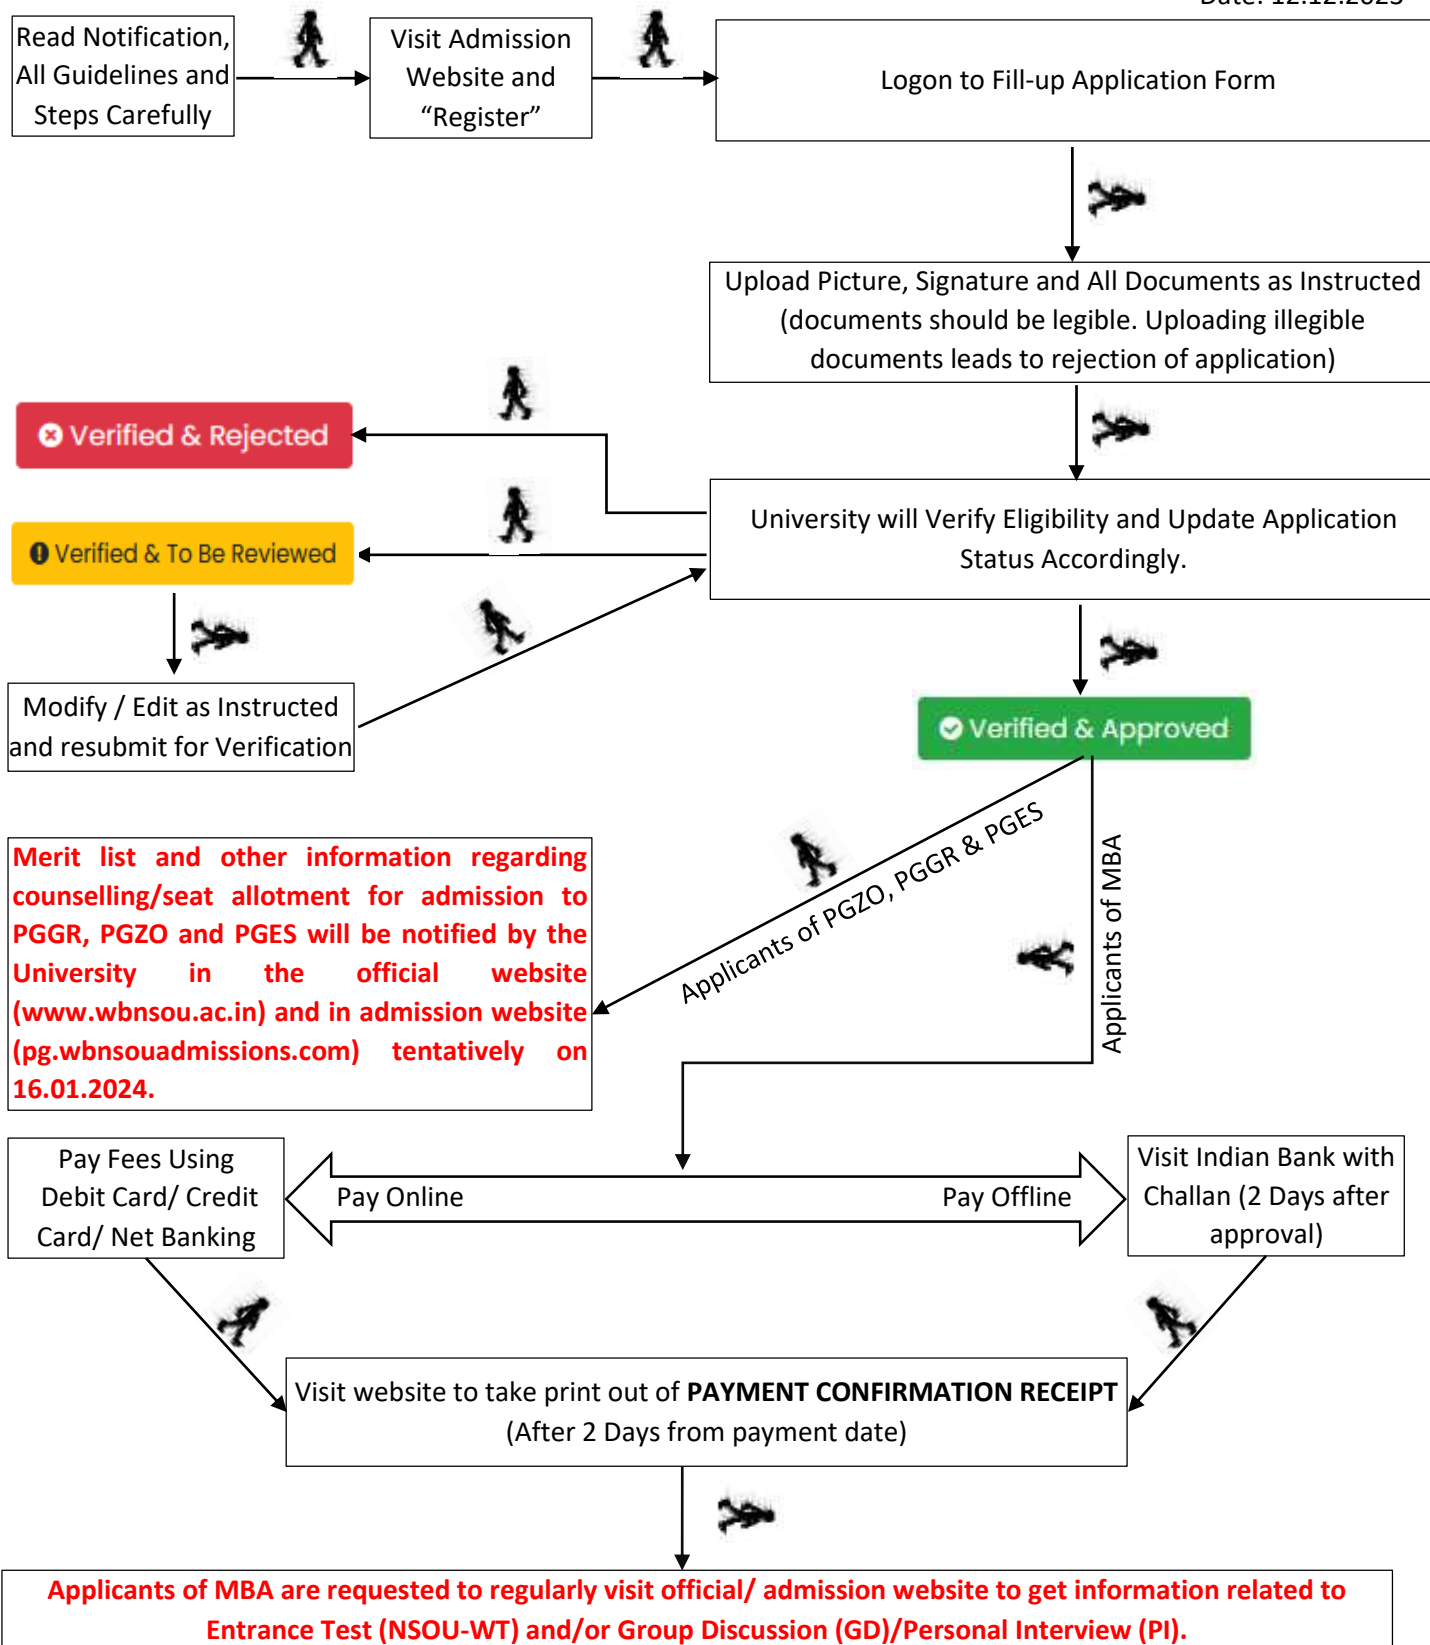 Date: 12.12.2023
Read Notification,
All Guidelines and
Steps Carefully
Visit Admission
Website and
“Register”
Logon to Fill-up Application Form
Upload Picture, Signature and All Documents as Instructed
(documents should be legible. Uploading illegible
documents leads to rejection of application)
Verified & Rejected
University will Verify Eligibility and Update Application
Status Accordingly.
Verified & To Be Reviewed
Modify / Edit as Instructed
and resubmit for Verification
Verified & Approved
Applicants of PGZO, PGGR & PGES
Applicants of MBA
Merit list and other information regarding
counselling/seat allotment for admission to
PGGR, PGZO and PGES will be notified by the
University in the official website
(www.wbnsou.ac.in) and in admission website
(pg.wbnsouadmissions.com) tentatively on
16.01.2024.
Pay Fees Using
Debit Card/ Credit
Card/ Net Banking
Pay Online
Pay Offline
Visit Indian Bank with
Challan (2 Days after
approval)
Visit website to take print out of PAYMENT CONFIRMATION RECEIPT
(After 2 Days from payment date)
Applicants of MBA are requested to regularly visit official/ admission website to get information related to
Entrance Test (NSOU-WT) and/or Group Discussion (GD)/Personal Interview (PI).